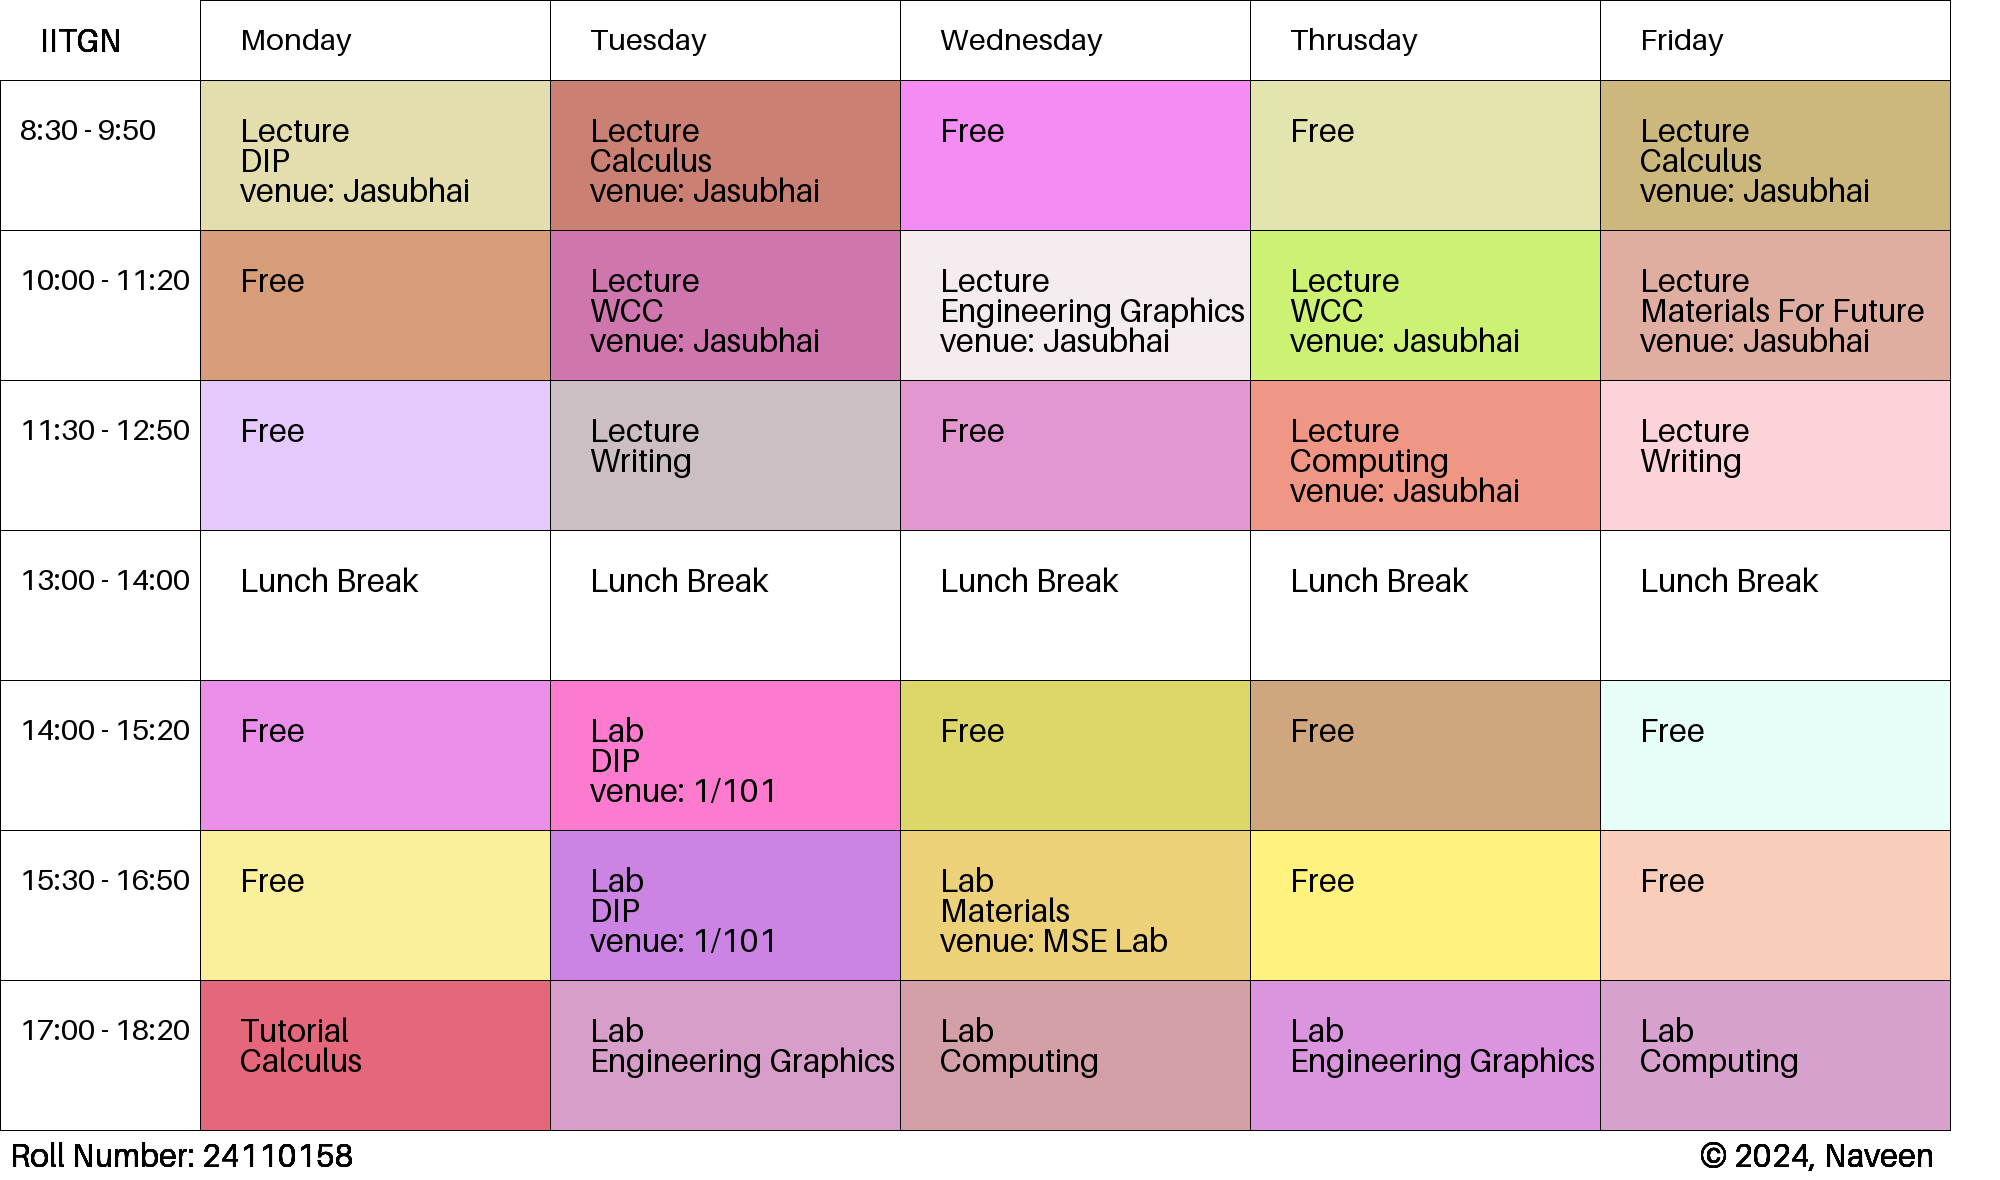 IITGN Monday Tuesday Wednesday Thrusday Friday
8:30 - 9:50
Lecture
DIP
venue: Jasubhai
Lecture
Calculus
venue: Jasubhai
Free
Free
Lecture
Calculus
venue: Jasubhai
10:00 - 11:20
Free
Lecture
WCC
venue: Jasubhai
Lecture
Engineering Graphics
venue: Jasubhai
Lecture
WCC
venue: Jasubhai
Lecture
Materials For Future
venue: Jasubhai
11:30 - 12:50
Free
Lecture
Writing
Free
Lecture
Computing
venue: Jasubhai
Lecture
Writing
13:00 - 14:00
Lunch Break
Lunch Break
Lunch Break
Lunch Break
Lunch Break
14:00 - 15:20
Free
Lab
DIP
venue: 1/101
Free
Free
Free
15:30 - 16:50
Free
Lab
DIP
venue: 1/101
Lab
Materials
venue: MSE Lab
Free
Free
17:00 - 18:20
Tutorial
Calculus
Lab
Engineering Graphics
Lab
Computing
Lab
Engineering Graphics
Lab
Computing
Roll Number: 24110158
© 2024, Naveen